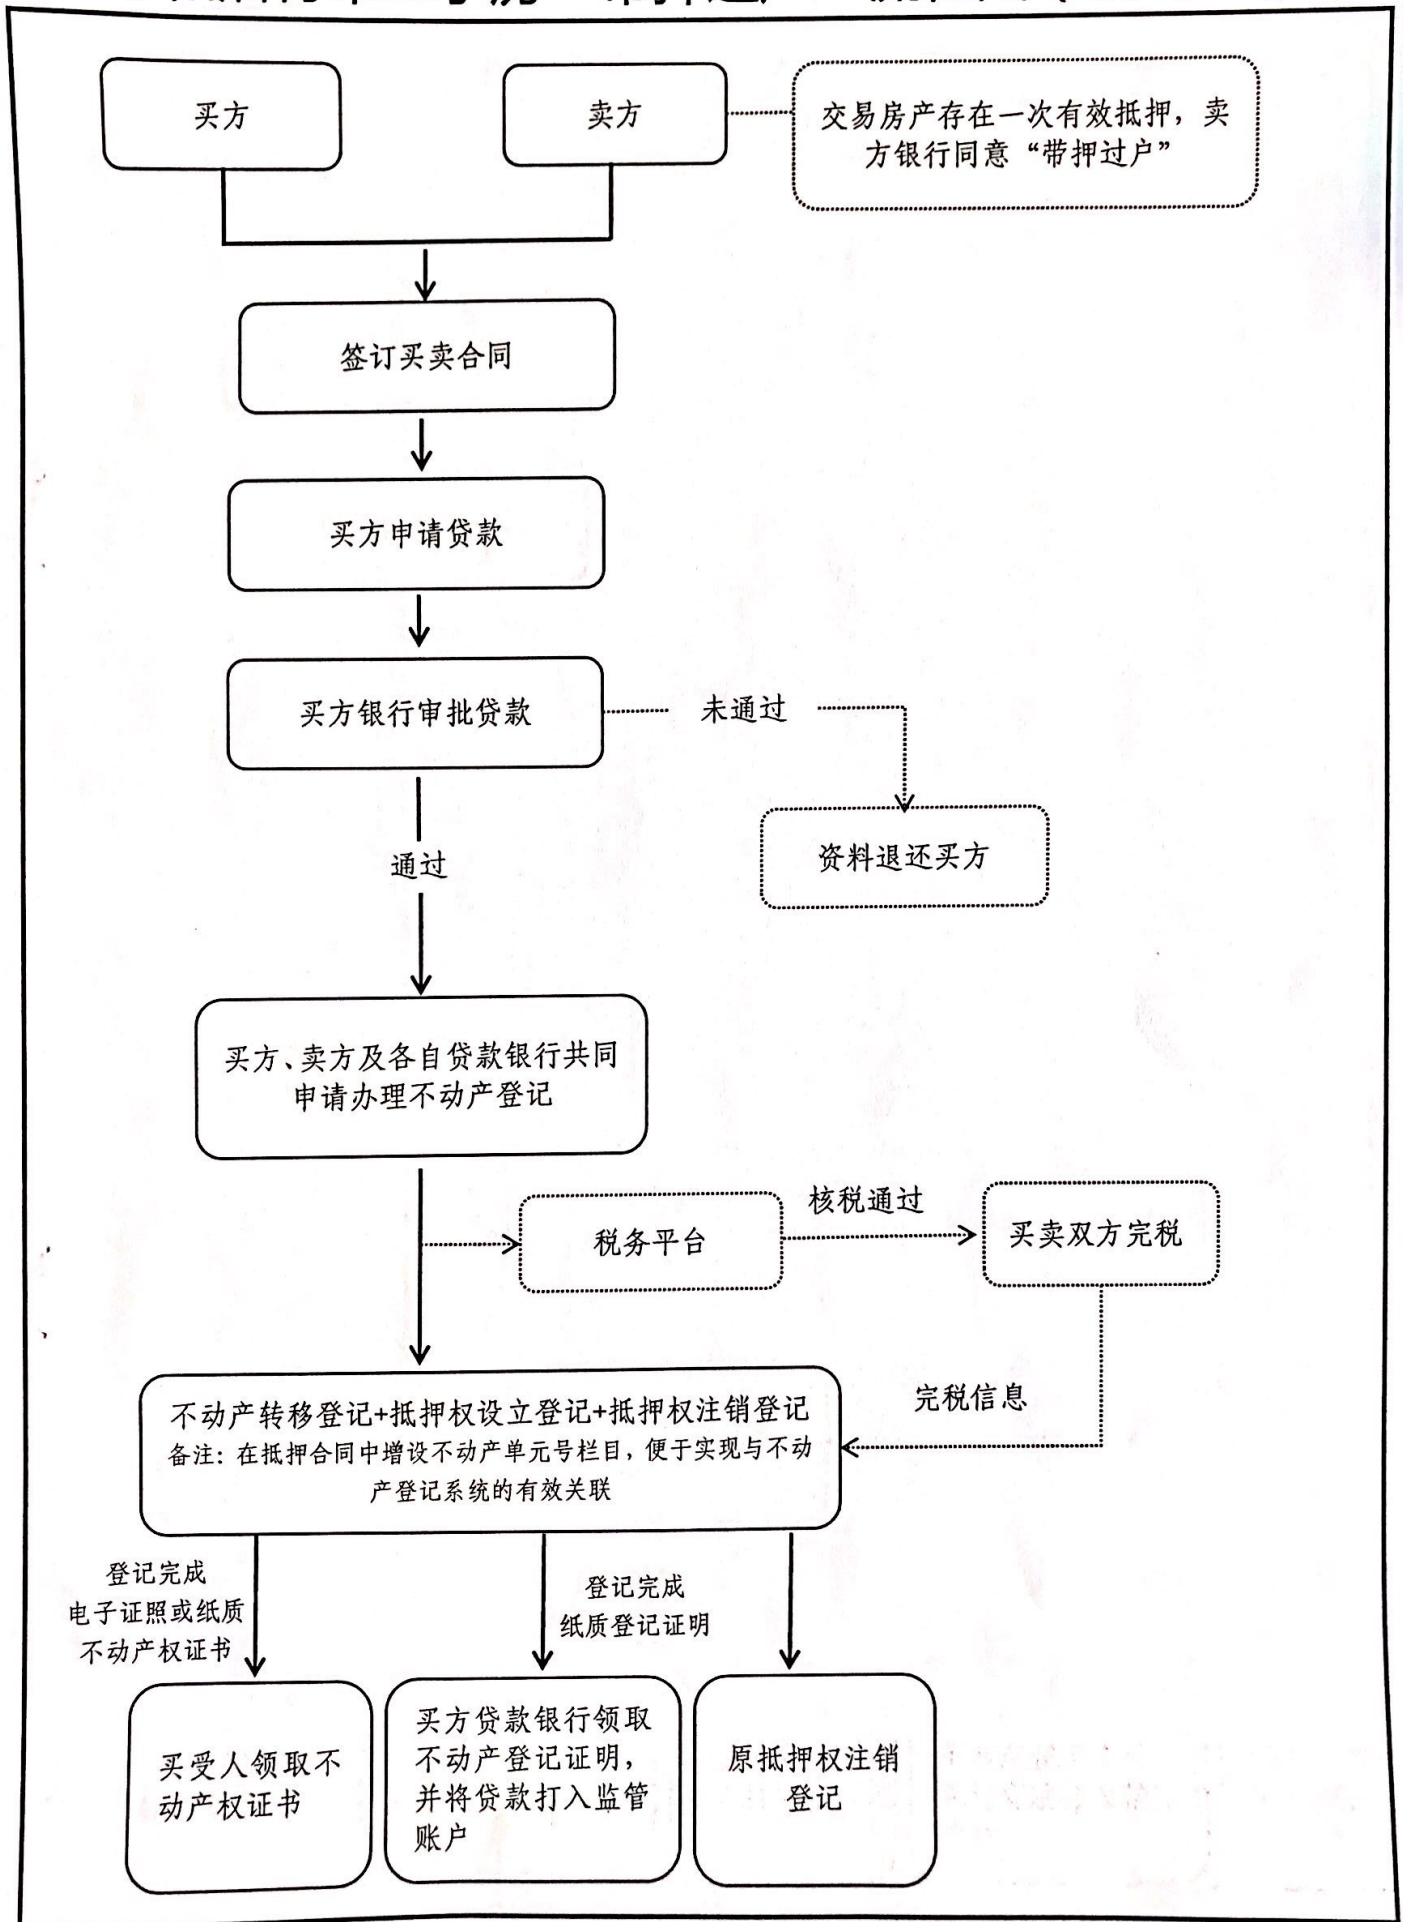 买方
卖方
交易房产存在一次有效抵押，卖
方银行同意“带押过户”
签订买卖合同
买方申请贷款
买方银行审批贷款
未通过
资料退还买方
通过
买方、卖方及各自贷款银行共同
申请办理不动产登记
税务平台
核税通过
买卖双方完税
完税信息
不动产转移登记+抵押权设立登记+抵押权注销登记
备注：在抵押合同中增设不动产单元号栏目，便于实现与不动
产登记系统的有效关联
登记完成
电子证照或纸质
不动产权证书
登记完成
纸质登记证明
买受人领取不
动产权证书
买方贷款银行领取
不动产登记证明，
并将贷款打入监管
账户
原抵押权注销
登记